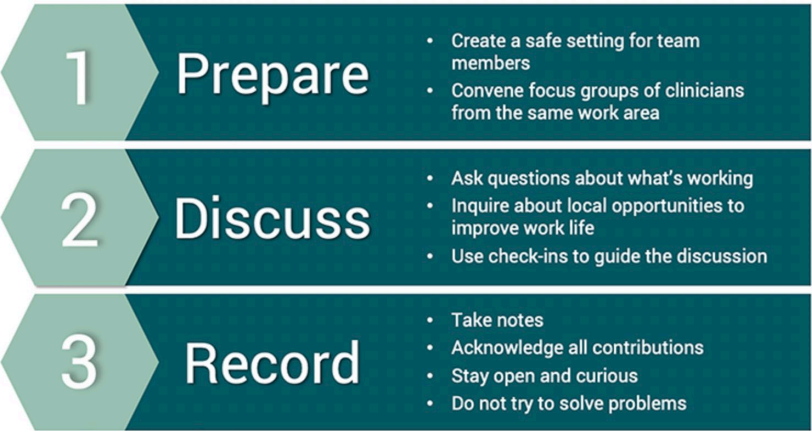 1
Prepare
• Create a safe setting for team
members
• Convene focus groups of clinicians
from the same work area
2
Discuss
• Ask questions about what's working
• Inquire about local opportunities to
improve work life
• Use check-ins to guide the discussion
3
Record
• Take notes
• Acknowledge all contributions
• Stay open and curious
• Do not try to solve problems